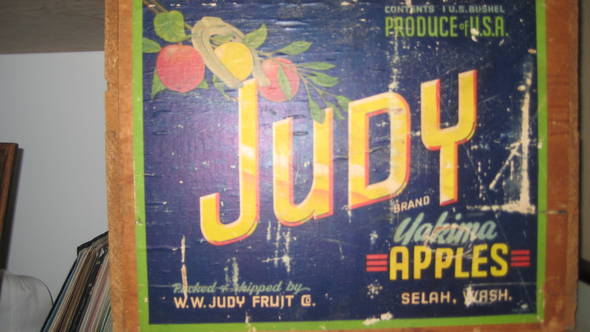 CONTENTS 1 U.S. BUSHEL
PRODUCE of U.S.A.
JUDY
BRAND
Yakima
APPLES
Packed & shipped by
W.W. JUDY FRUIT Co.
SELAH, WASH.